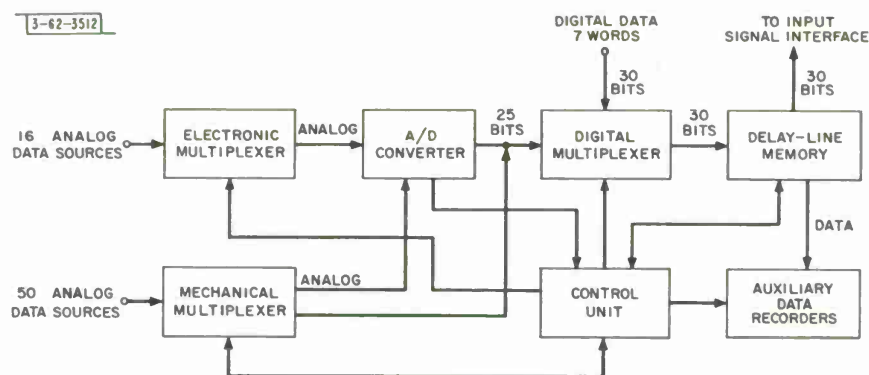 3-62-3512
DIGITAL DATA
7 WORDS
TO INPUT
SIGNAL INTERFACE
30
BITS
30
BITS
16 ANALOG
DATA SOURCES
ELECTRONIC
MULTIPLEXER
ANALOG
A/D
CONVERTER
25
BITS
DIGITAL
MULTIPLEXER
30
BITS
DELAY-LINE
MEMORY
DATA
50 ANALOG
DATA SOURCES
MECHANICAL
MULTIPLEXER
ANALOG
CONTROL
UNIT
AUXILIARY
DATA
RECORDERS